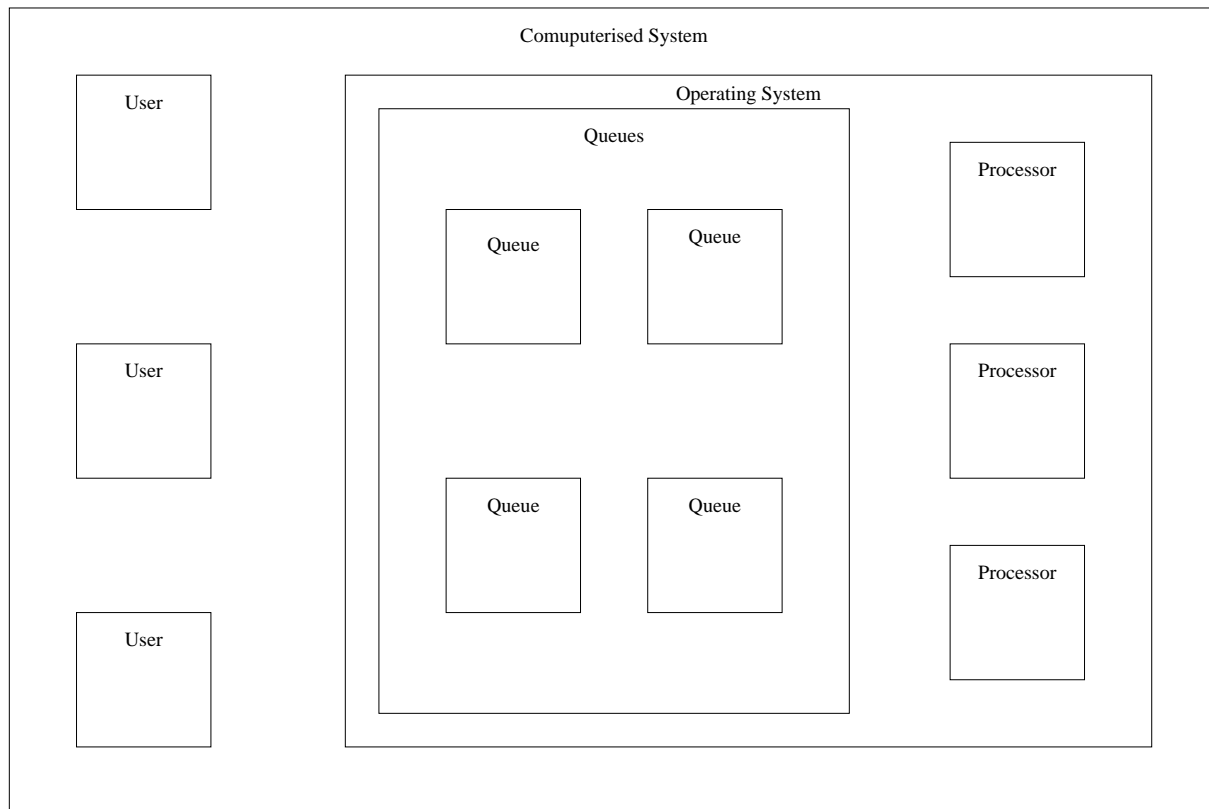 Comuputerised System
User
Operating System
Queues
Processor
Queue
Queue
User
Processor
Queue
Queue
Processor
User